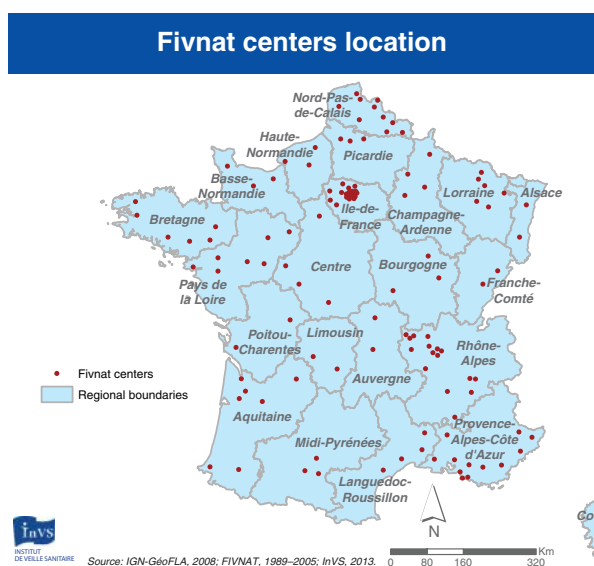 Fivnat centers location
Nord-Pas-
de-Calais
Haute-
Normandie
Picardie
Basse-
Normandie
Lorraine
Alsace
Bretagne
Ile-de-
France
Champagne-
Ardenne
Centre
Bourgogne
Pays de
la Loire
Franche-
Comté
Poitou-
Charentes
Limousin
Rhône-
Alpes
Auvergne
Fivnat centers
Regional boundaries
Aquitaine
Midi-Pyrénées
Provence-
Alpes-Côte
d'Azur
Languedoc-
Roussillon
Co
N
InVS
INSTITUT
DE VEILLE SANITAIRE
Source: IGN-GéoFLA, 2008; FIVNAT, 1989–2005; InVS, 2013.
Km
0 80 160 320